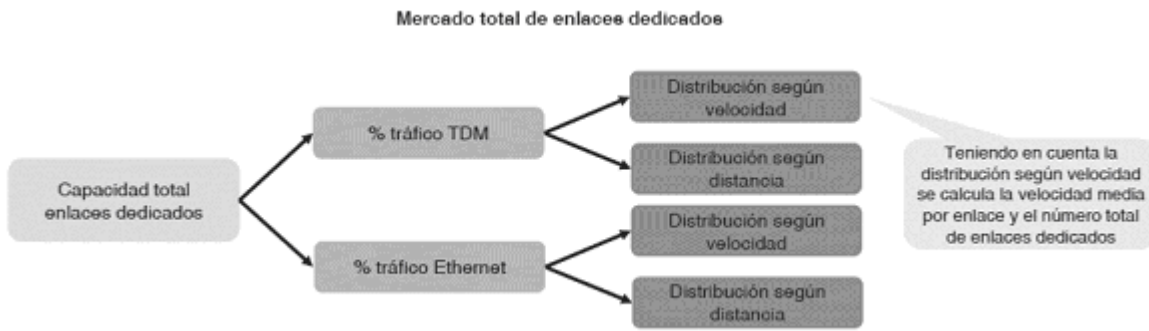 Mercado total de enlaces dedicados
Capacidad total
enlaces dedicados
% tráfico TDM
% tráfico Ethernet
Distribución según
velocidad
Distribución según
distancia
Distribución según
velocidad
Distribución según
distancia
Teniendo en cuenta la
distribución según velocidad
se calcula la velocidad media
por enlace y el número total
de enlaces dedicados